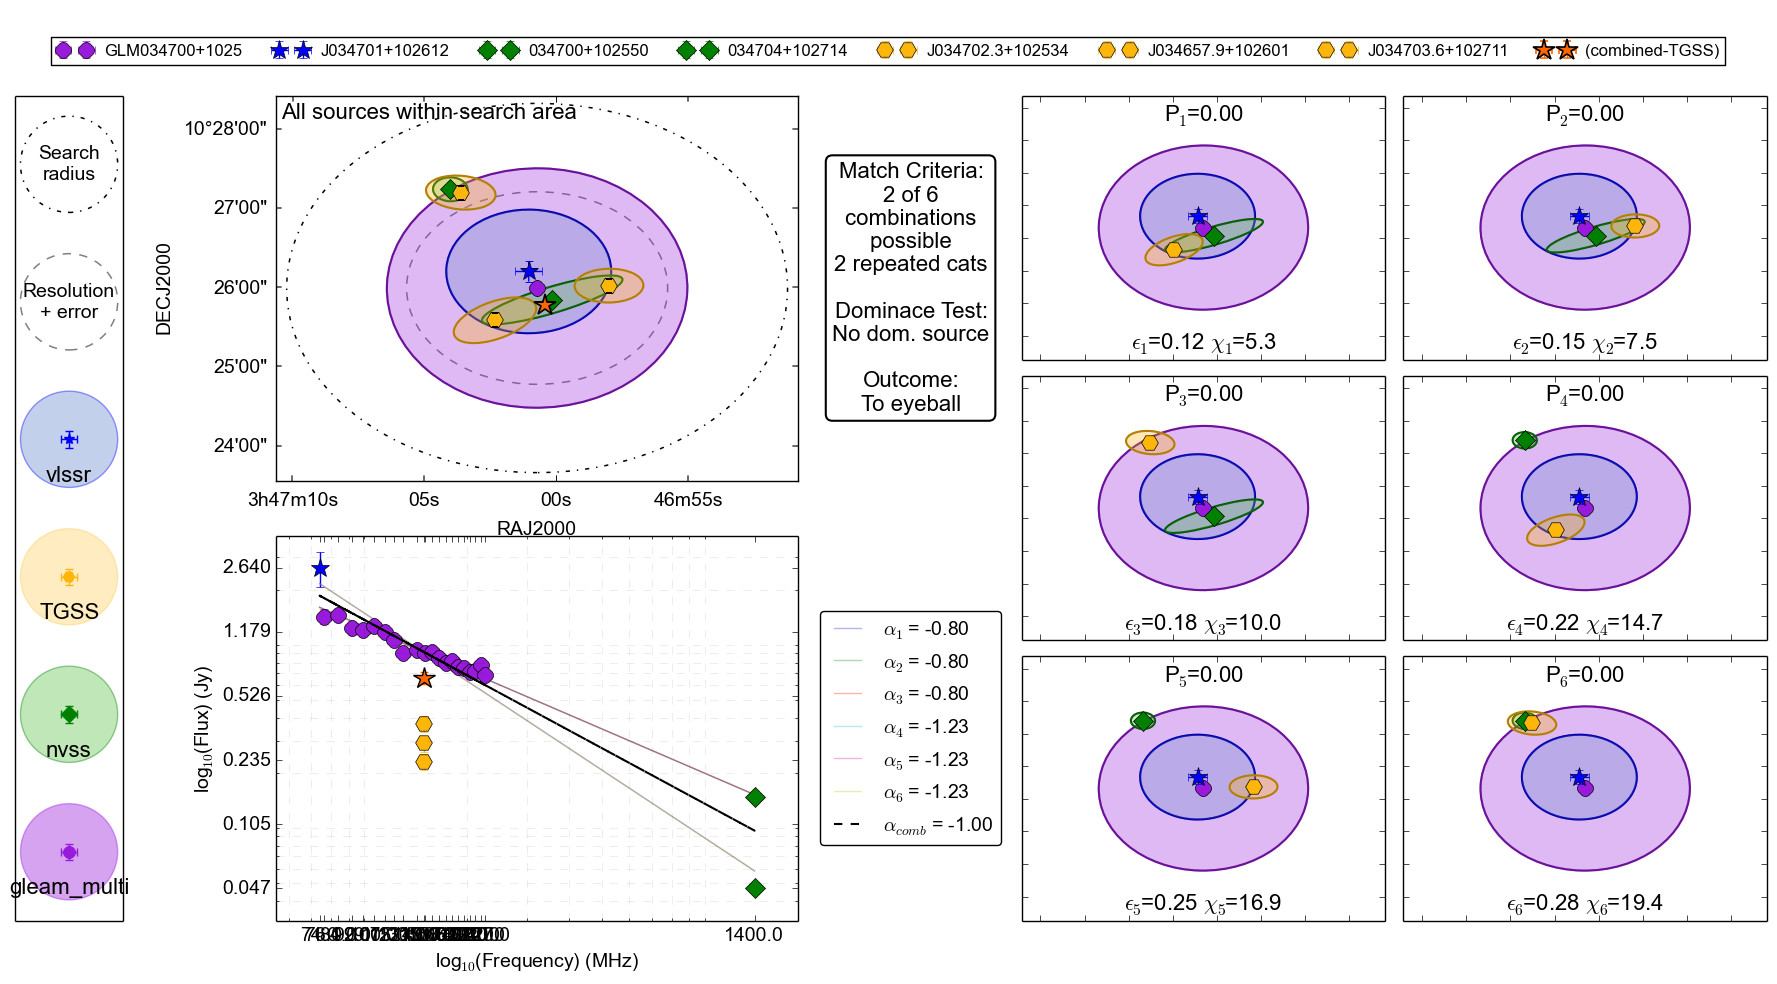 GLM034700+1025
J034701+102612
034700+102550
034704+102714
J034702.3+102534
J034657.9+102601
J034703.6+102711
(combined-TGSS)
Search
radius
Resolution
+ error
vlssr
TGSS
nvss
gleam_multi
All sources within search area
10°28'00"
27'00"
26'00"
25'00"
24'00"
DECJ2000
3h47m10s
05s
00s
46m55s
RAJ2000
2.640
1.179
0.526
0.235
0.105
0.047
log10(Flux) (Jy)
1400.0
log10(Frequency) (MHz)
Match Criteria:
2 of 6
combinations
possible
2 repeated cats
Dominace Test:
No dom. source
Outcome:
To eyeball
α1 = -0.80
α2 = -0.80
α3 = -0.80
α4 = -1.23
α5 = -1.23
α6 = -1.23
αcomb = -1.00
P1=0.00
ϵ1=0.12 χ1=5.3
P2=0.00
ϵ2=0.15 χ2=7.5
P3=0.00
ϵ3=0.18 χ3=10.0
P4=0.00
ϵ4=0.22 χ4=14.7
P5=0.00
ϵ5=0.25 χ5=16.9
P6=0.00
ϵ6=0.28 χ6=19.4